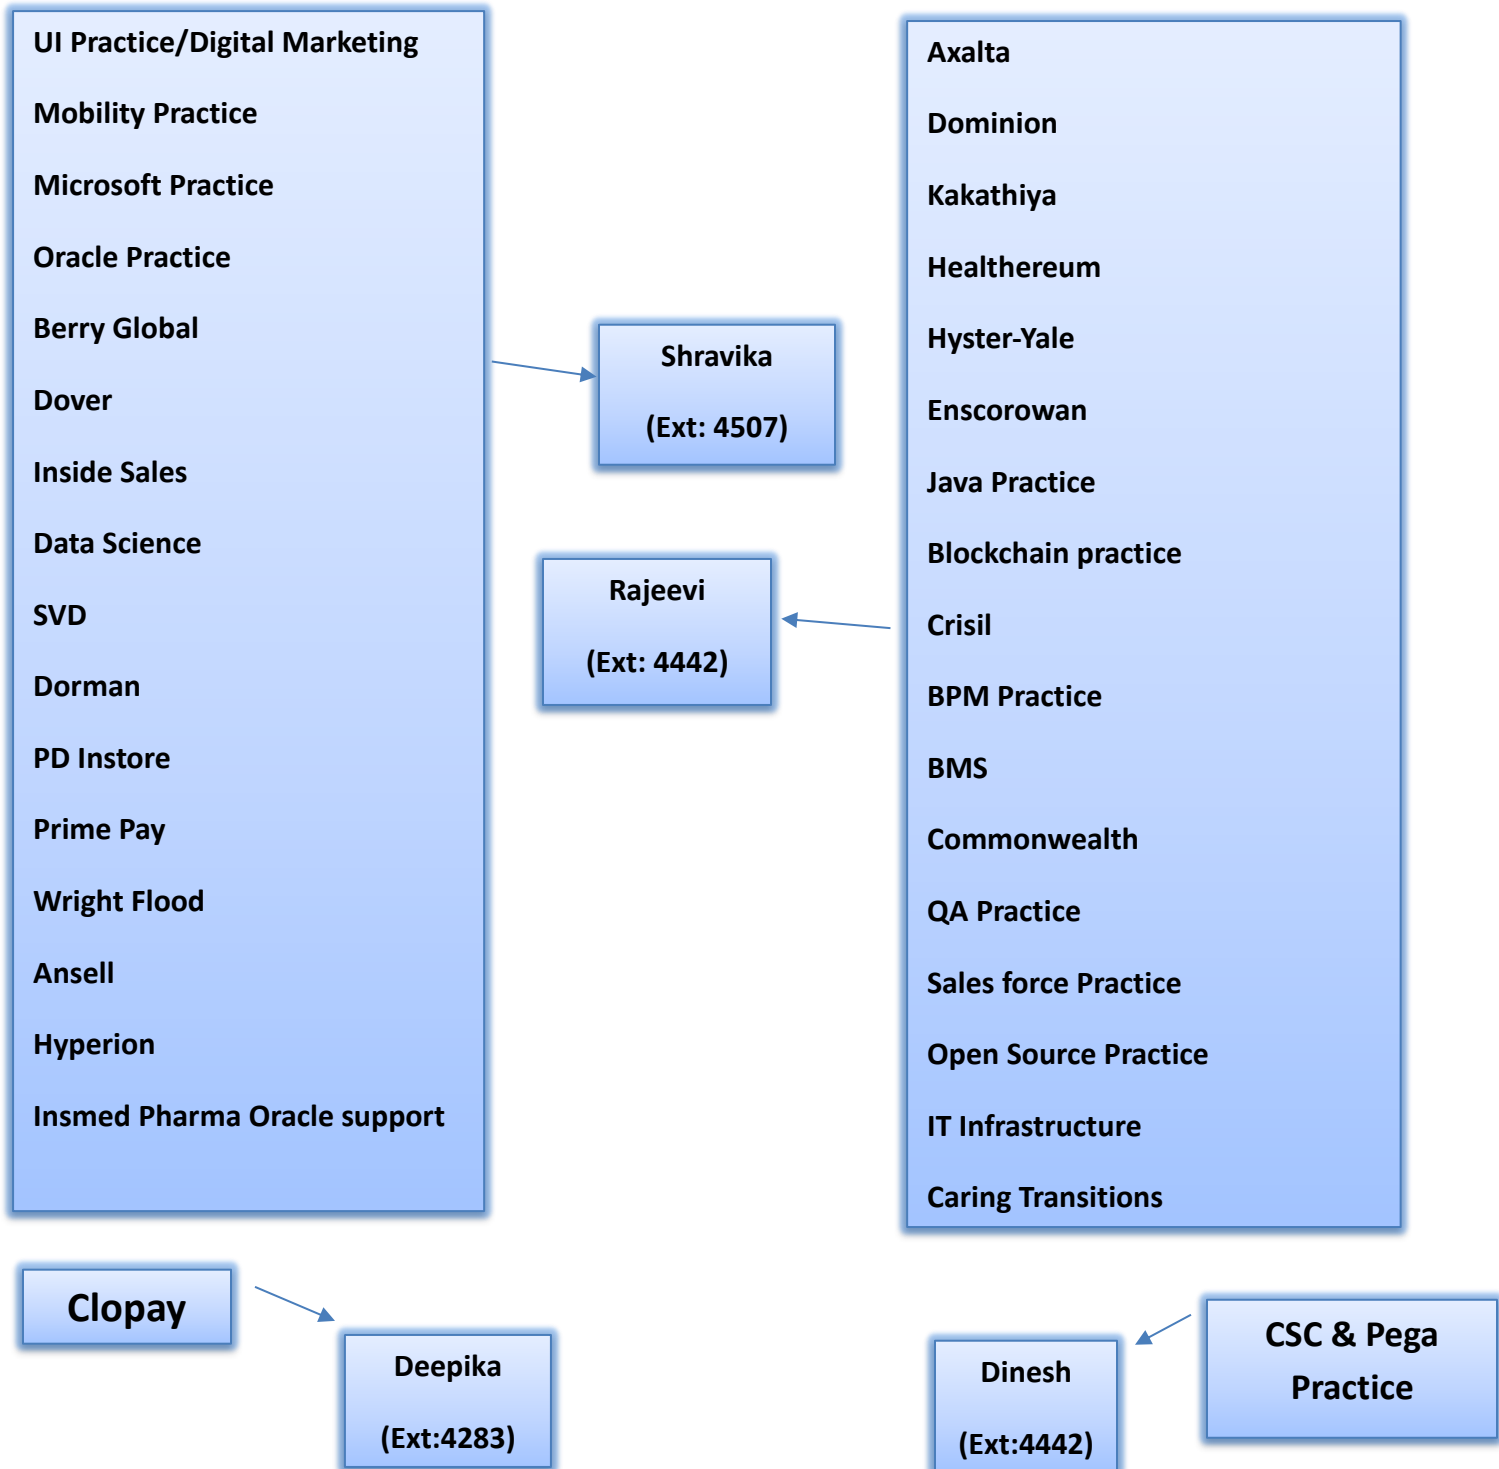 UI Practice/Digital Marketing
Mobility Practice
Microsoft Practice
Oracle Practice
Berry Global
Dover
Inside Sales
Data Science
SVD
Dorman
PD Instore
Prime Pay
Wright Flood
Ansell
Hyperion
Insmed Pharma Oracle support
Shravika
(Ext: 4507)
Rajeevi
(Ext: 4442)
Axalta
Dominion
Kakathiya
Healthereum
Hyster-Yale
Enscorowan
Java Practice
Blockchain practice
Crisil
BPM Practice
BMS
Commonwealth
QA Practice
Sales force Practice
Open Source Practice
IT Infrastructure
Caring Transitions
Clopay
Deepika
(Ext:4283)
Dinesh
(Ext:4442)
CSC & Pega
Practice